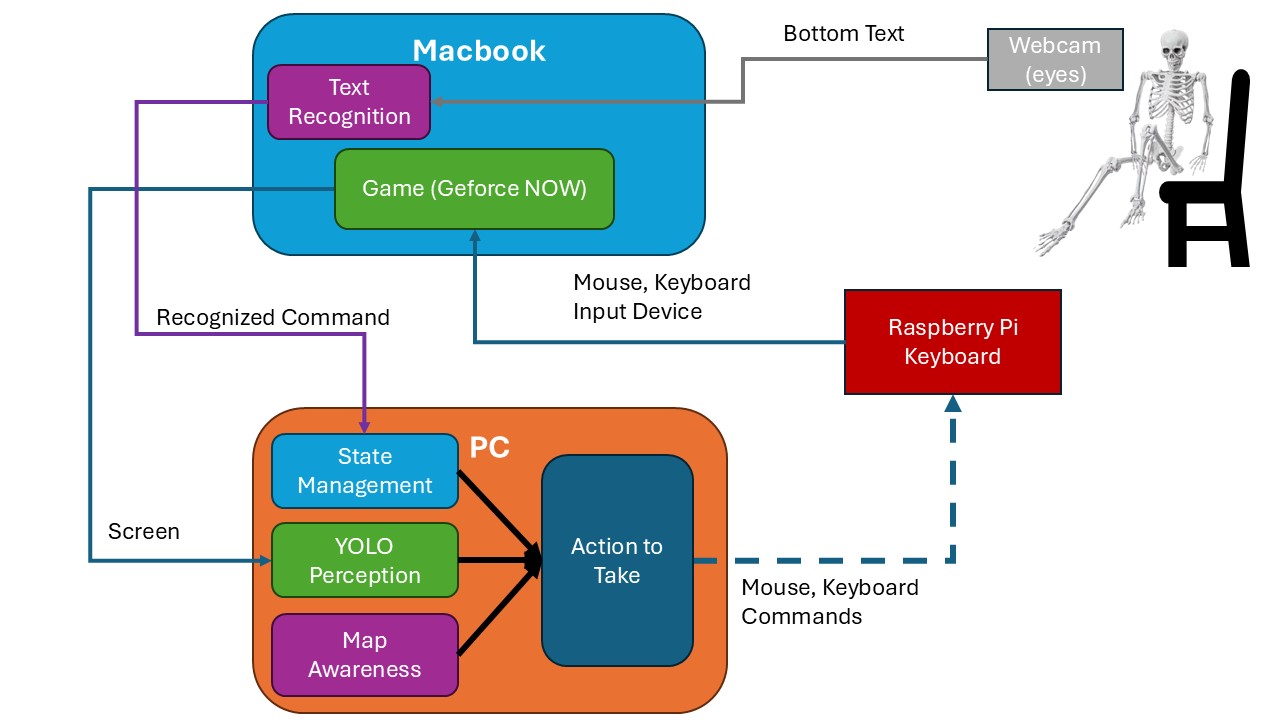 Macbook
Text
Recognition
Game (Geforce NOW)
Bottom Text
Webcam
(eyes)
Mouse, Keyboard
Input Device
Raspberry Pi
Keyboard
Recognized Command
Screen
PC
State
Management
YOLO
Perception
Map
Awareness
Action to
Take
Mouse, Keyboard
Commands